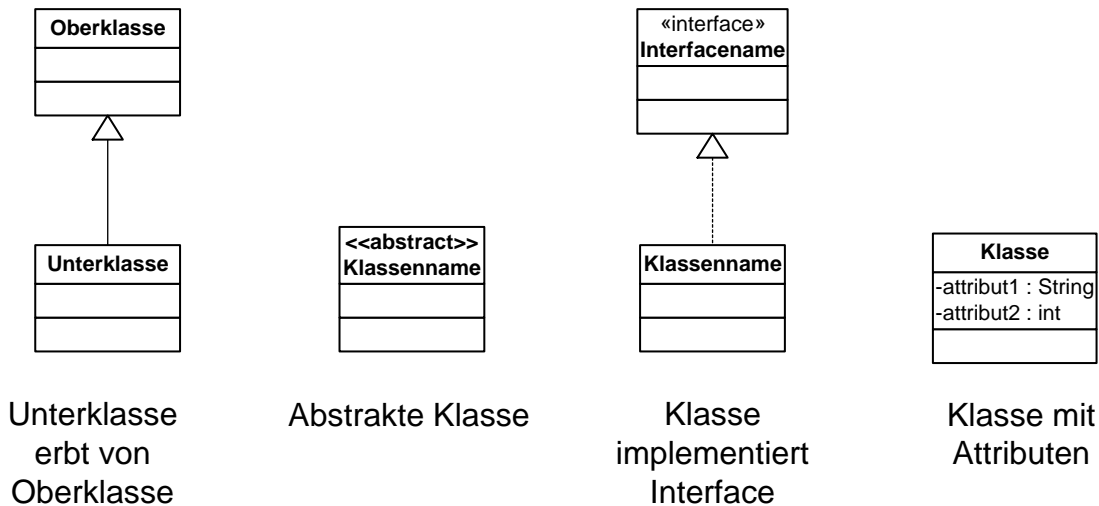 Oberklasse
Unterklasse
Unterklasse
erbt von
Oberklasse
<<abstract>>
Klassenname
Abstrakte Klasse
«interface»
Interfacename
Klassenname
Klasse
implementiert
Interface
Klasse
-attribut1 : String
-attribut2 : int
Klasse mit
Attributen